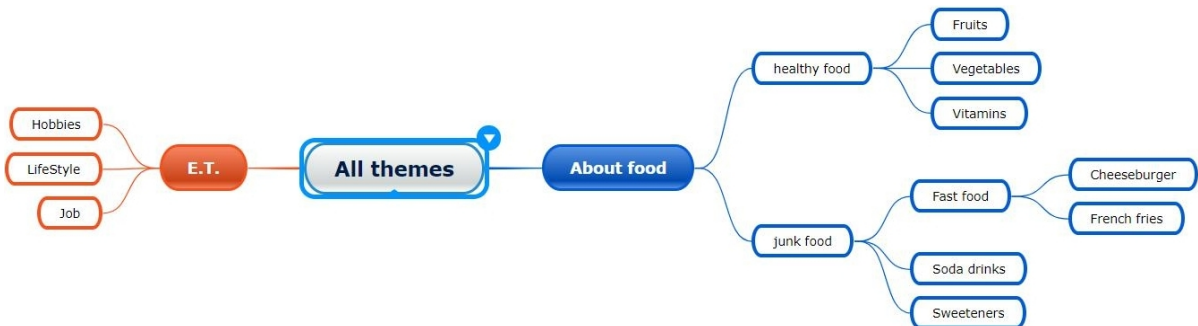 Hobbies
LifeStyle
Job
E.T.
All themes
About food
healthy food
Fruits
Vegetables
Vitamins
junk food
Fast food
Cheeseburger
French fries
Soda drinks
Sweeteners